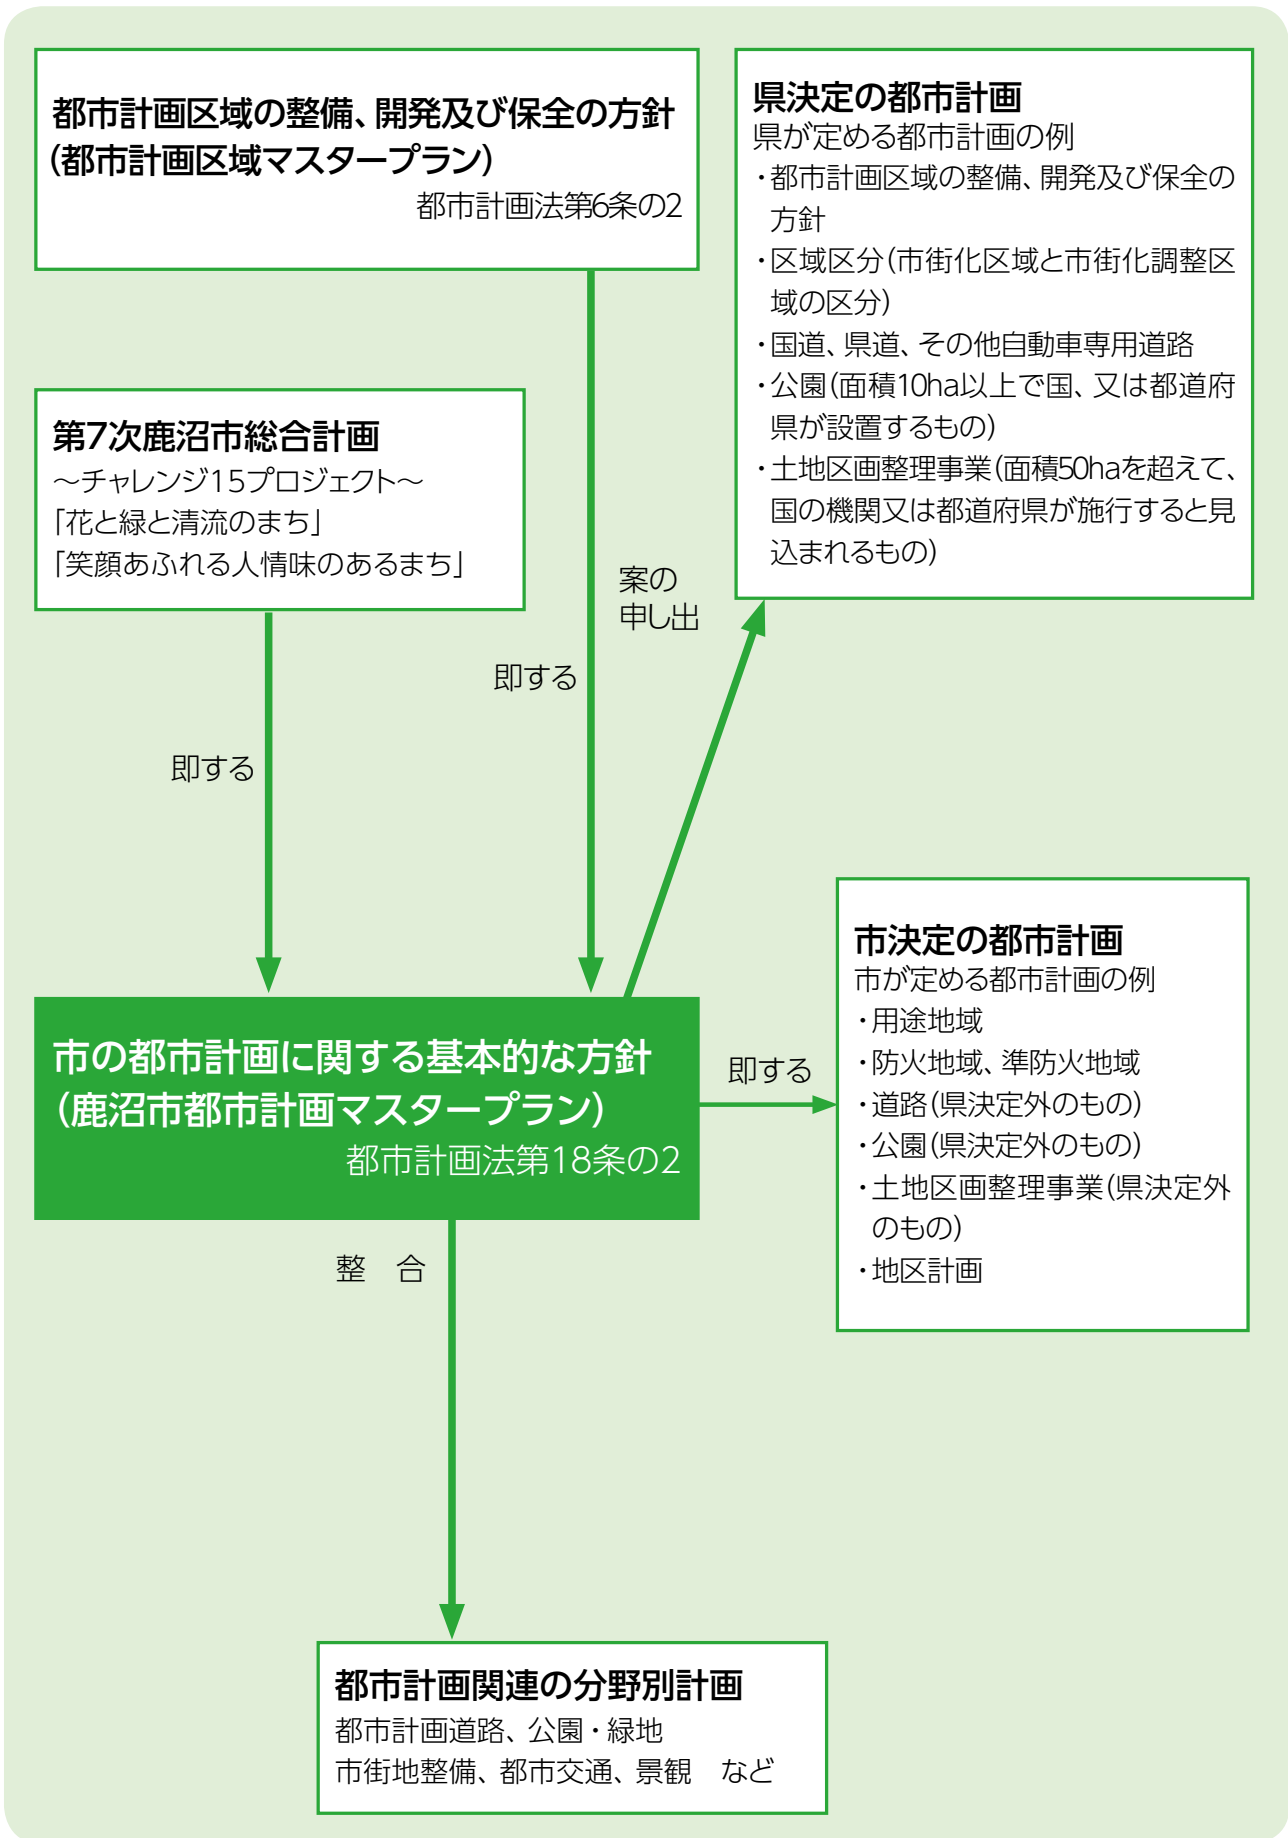 都市計画区域の整備、開発及び保全の方針
(都市計画区域マスタープラン)
都市計画法第6条の2
県決定の都市計画
県が定める都市計画の例
・都市計画区域の整備、開発及び保全の
方針
・区域区分(市街化区域と市街化調整区
域の区分)
・国道、県道、その他自動車専用道路
・公園(面積10ha以上で国、又は都道府
県が設置するもの)
・土地区画整理事業(面積50haを超えて、
国の機関又は都道府県が施行すると見
込まれるもの)
第7次鹿沼市総合計画
～チャレンジ15プロジェクト～
「花と緑と清流のまち」
「笑顔あふれる人情味のあるまち」
案の
申し出
即する
即する
市の都市計画に関する基本的な方針
(鹿沼市都市計画マスタープラン)
都市計画法第18条の2
即する
市決定の都市計画
市が定める都市計画の例
・用途地域
・防火地域、準防火地域
・道路(県決定外のもの)
・公園(県決定外のもの)
・土地区画整理事業(県決定外
のもの)
・地区計画
整　合
都市計画関連の分野別計画
都市計画道路、公園・緑地
市街地整備、都市交通、景観　など